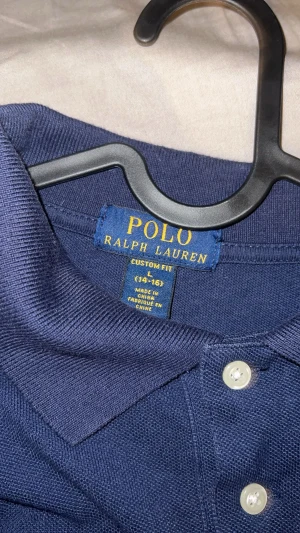 POLO
RALPH LAUREN
CUSTOM FIT
L
(14-16)
MADE IN
CHINA
FABRIQUÉ EN
CHINE